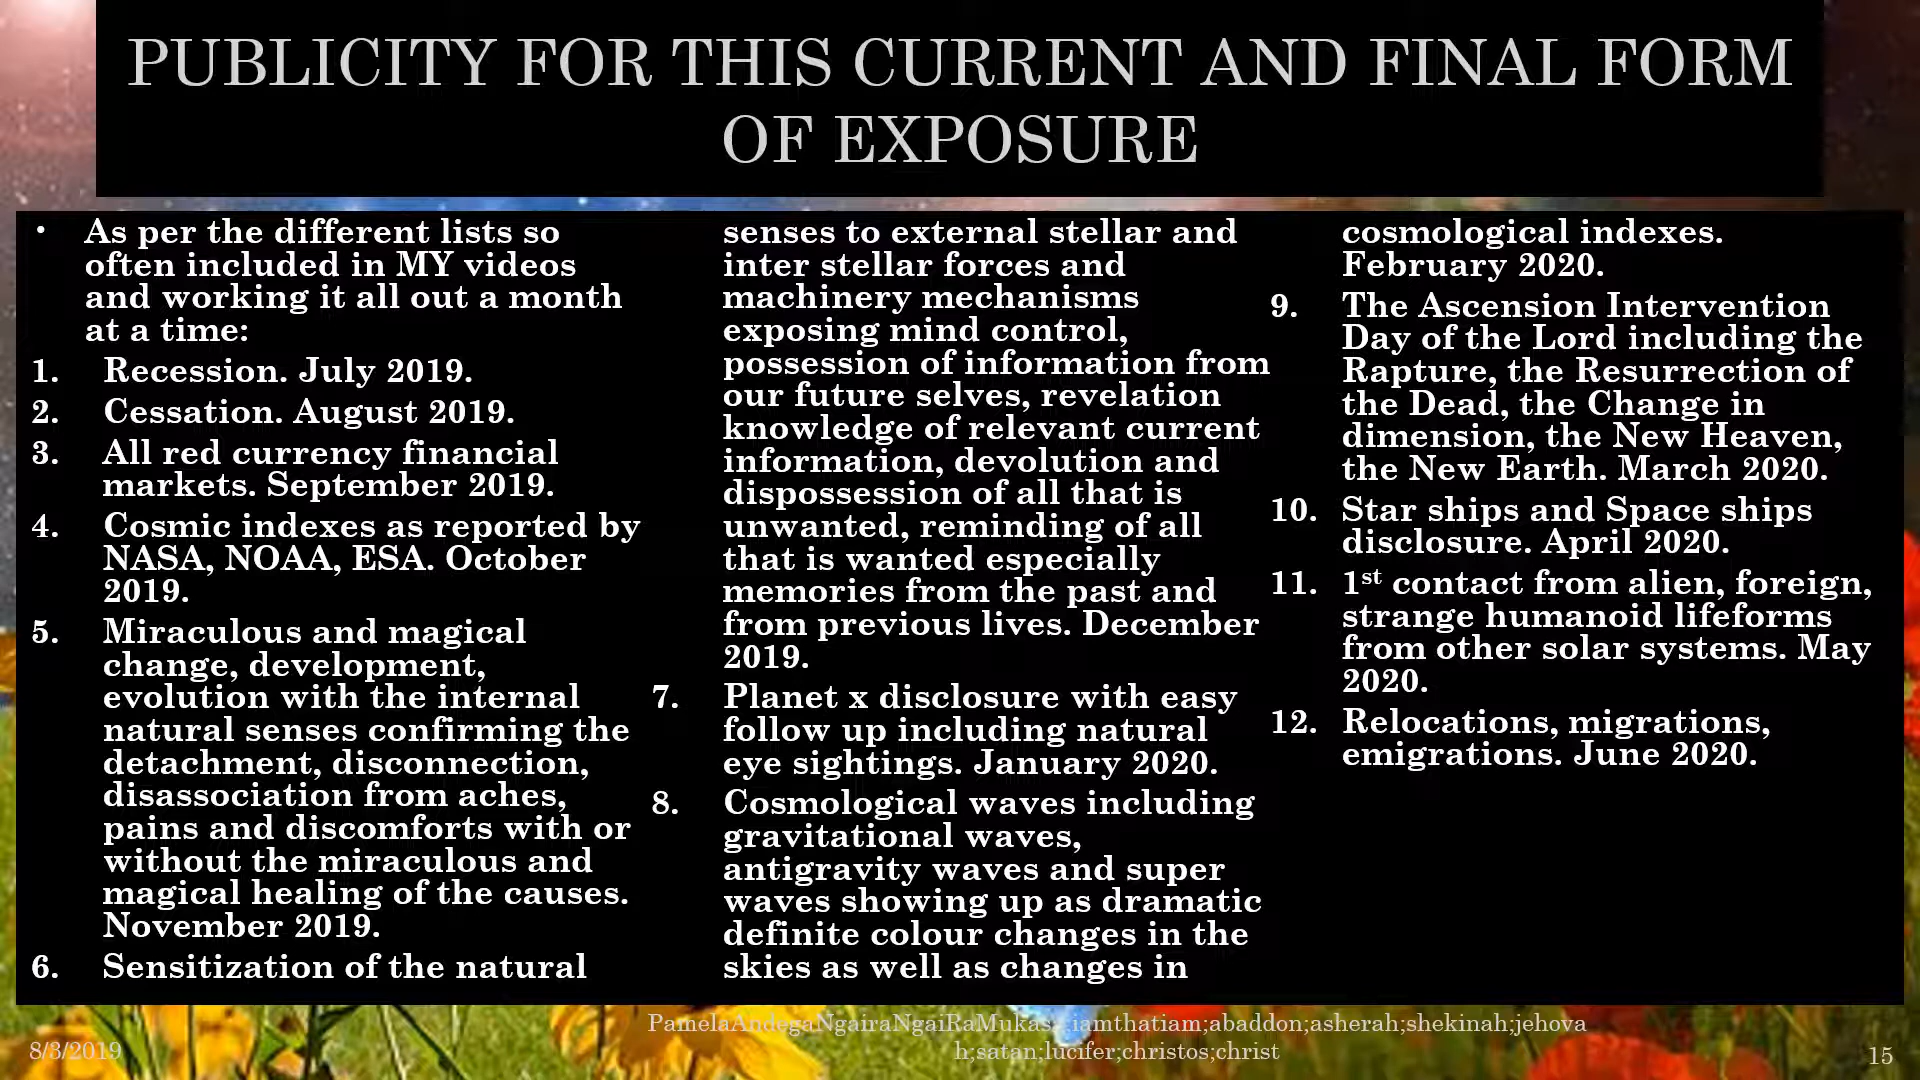 PUBLICITY FOR THIS CURRENT AND FINAL FORM
OF EXPOSURE
• As per the different lists so
often included in MY videos
and working it all out a month
at a time:
1. Recession. July 2019.
2. Cessation. August 2019.
3. All red currency financial
markets. September 2019.
4. Cosmic indexes as reported by
NASA, NOAA, ESA. October
2019.
5. Miraculous and magical
change, development,
evolution with the internal
natural senses confirming the
detachment, disconnection,
disassociation from aches,
pains and discomforts with or
without the miraculous and
magical healing of the causes.
November 2019.
6. Sensitization of the natural
senses to external stellar and
inter stellar forces and
machinery mechanisms
exposing mind control,
possession of information from
our future selves, revelation
knowledge of relevant current
information, devolution and
dispossession of all that is
unwanted, reminding of all
that is wanted especially
memories from the past and
from previous lives. December
2019.
7. Planet x disclosure with easy
follow up including natural
eye sightings. January 2020.
8. Cosmological waves including
gravitational waves,
antigravity waves and super
waves showing up as dramatic
definite colour changes in the
skies as well as changes in
cosmological indexes.
February 2020.
9. The Ascension Intervention
Day of the Lord including the
Rapture, the Resurrection of
the Dead, the Change in
dimension, the New Heaven,
the New Earth. March 2020.
10. Star ships and Space ships
disclosure. April 2020.
11. 1st contact from alien, foreign,
strange humanoid lifeforms
from other solar systems. May
2020.
12. Relocations, migrations,
emigrations. June 2020.
8/3/2019
iamthatiam;abaddon;asherah;shekinah;jehova
h;satan;lucifer;christos;christ
15